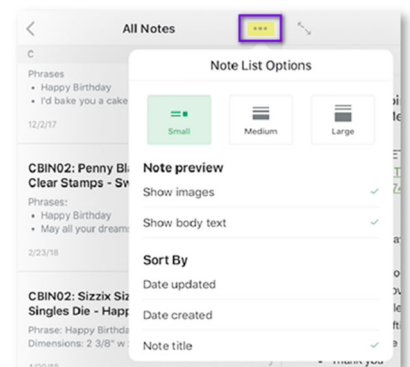 All Notes
•••
C
Phrases
• Happy Birthday
• I'd bake you a cake
12/2/17
Note List Options
Small
Medium
Large
CBIN02: Penny Bla
Clear Stamps - Sw
Phrases:
• Happy Birthday
• May all your dream
2/23/18
Note preview
Show images
Show body text
Sort By
Date updated
Date created
Note title
CBIN02: Sizzix Siz
Singles Die - Happ
Phrase: Happy Birthda
Dimensions: 2 3/8" w
• Thank you